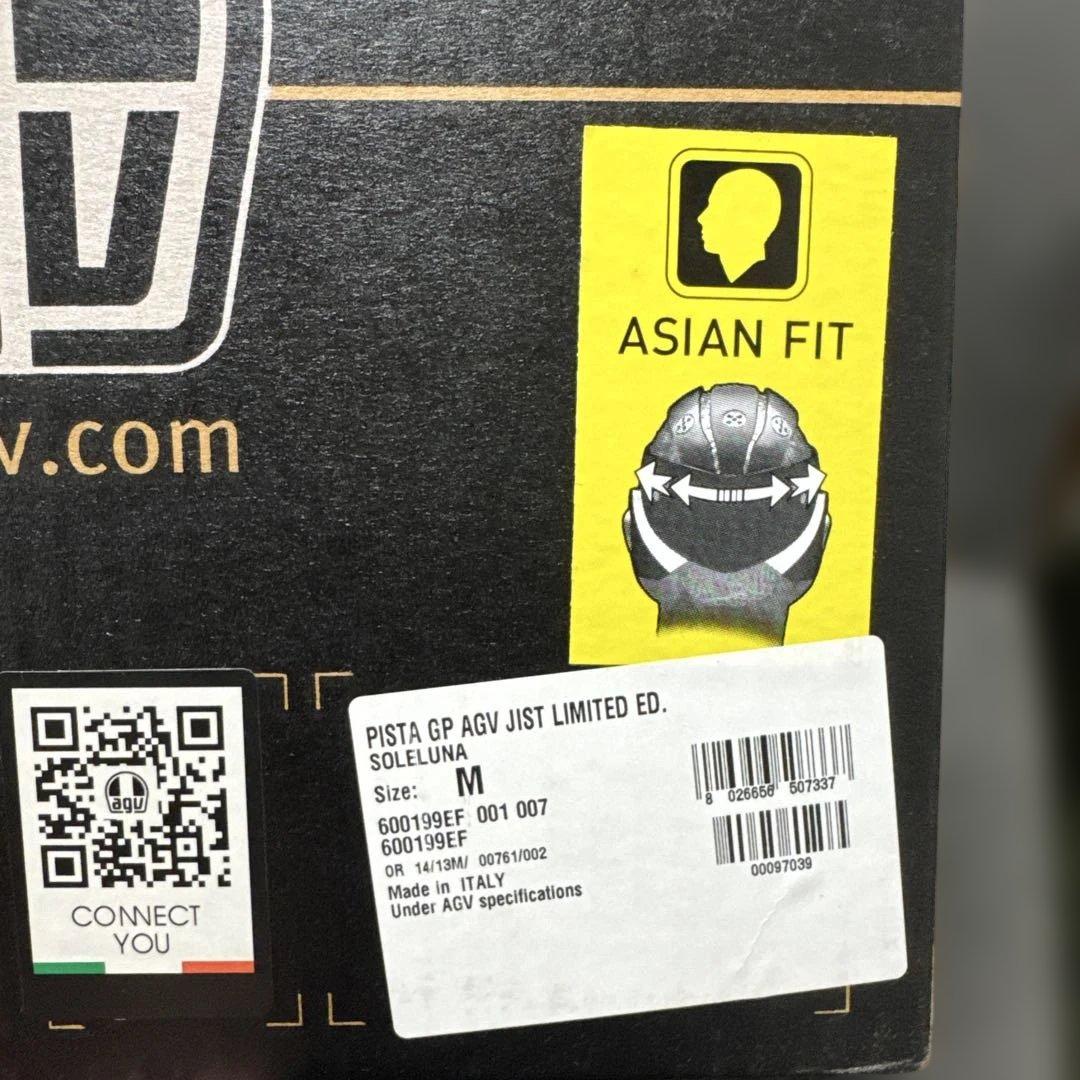 v.com
ASIAN FIT
agv
CONNECT
YOU
PISTA GP AGV JIST LIMITED ED.
SOLELUNA
Size: M
600199EF 001 007
600199EF
OR 14/13M/ 00761/002
Made in ITALY
Under AGV specifications
8 026656 507337
00097039